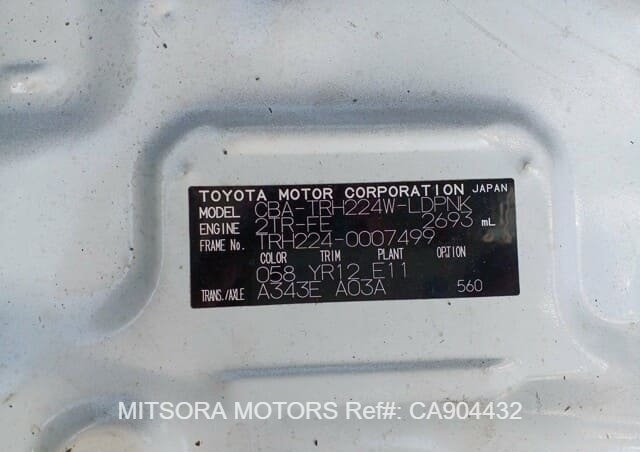 TOYOTA MOTOR CORPORATION JAPAN
MODEL CBA-TRH224W-LDPNK
ENGINE 2TR-FE 2693 mL
FRAME No. TRH224-0007499
COLOR TRIM PLANT OPTION
058 YR12 E11
TRANS./AXLE A343E A03A 560
MITSORA MOTORS Ref#: CA904432